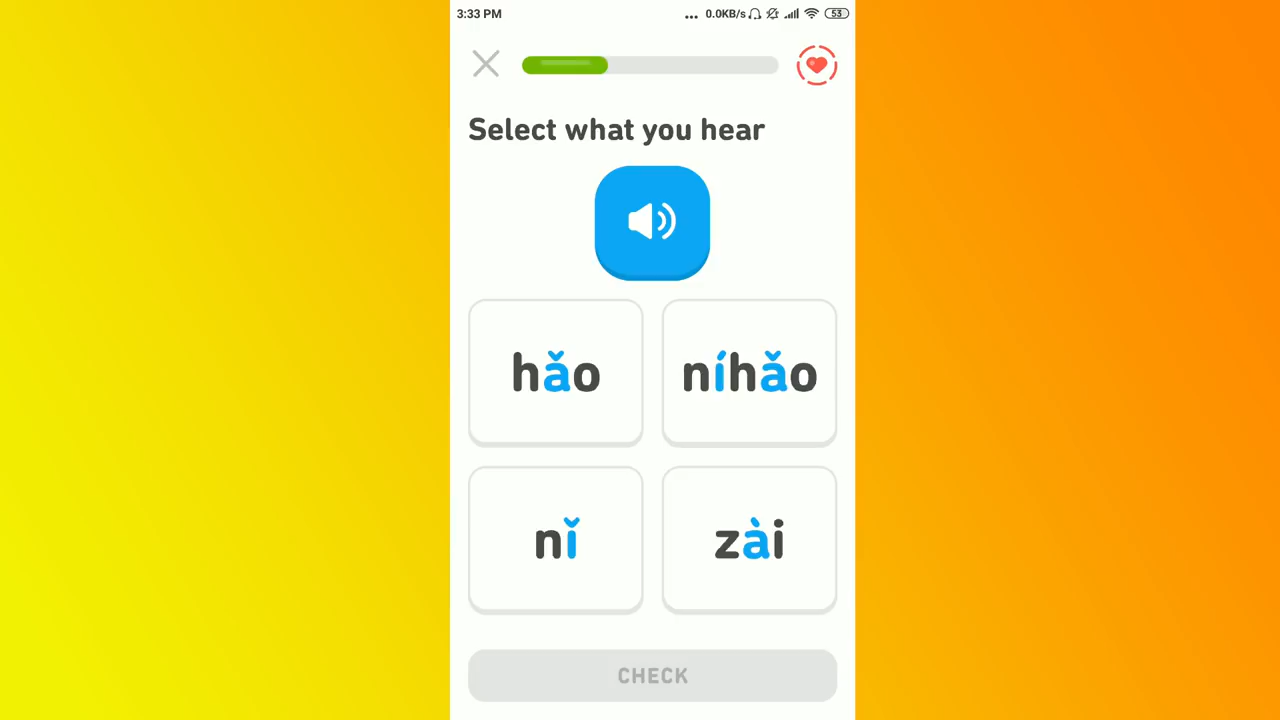 3:33 PM ... 0.0KB/s 53
Select what you hear
hǎo níhǎo
nǐ zài
CHECK